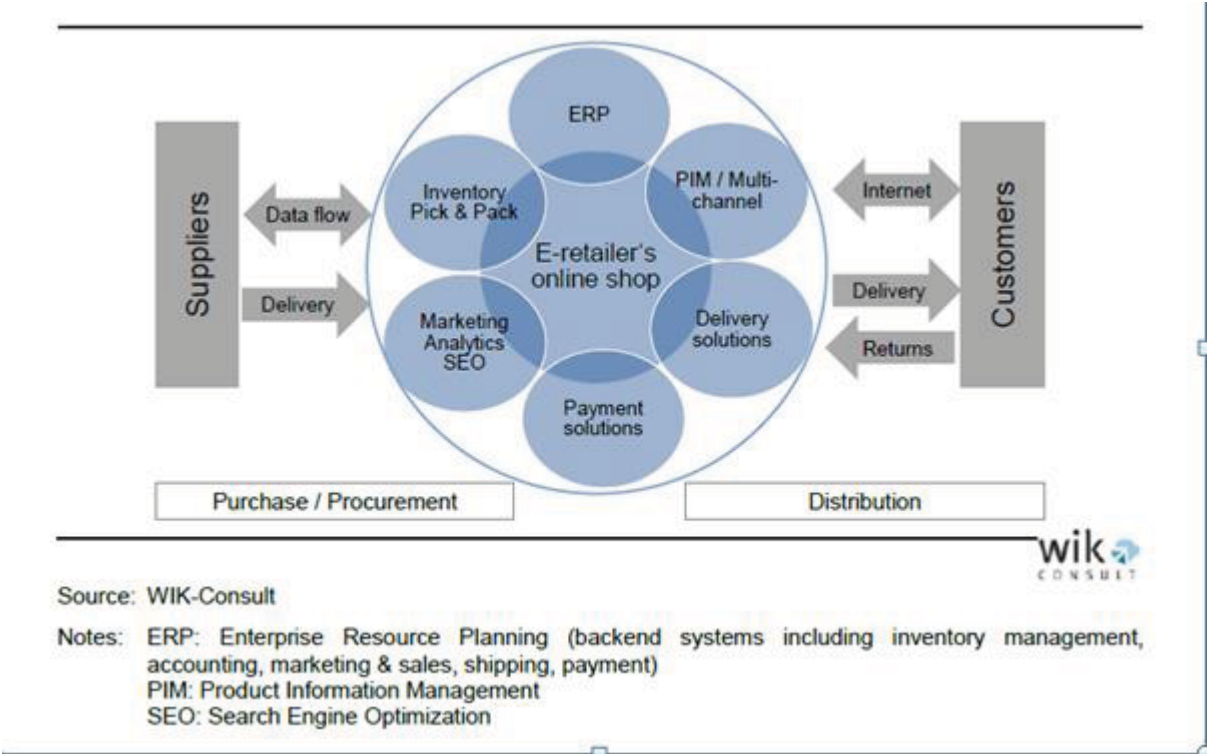 ERP
Inventory
Pick & Pack
PIM / Multi-
channel
Suppliers
Data flow
Internet
Customers
E-retailer's
online shop
Delivery
Delivery
Marketing
Analytics
SEO
Delivery
solutions
Returns
Payment
solutions
Purchase / Procurement
Distribution
wik
CONSULT
Source: WIK-Consult
Notes: ERP: Enterprise Resource Planning (backend systems including inventory management,
accounting, marketing & sales, shipping, payment)
PIM: Product Information Management
SEO: Search Engine Optimization